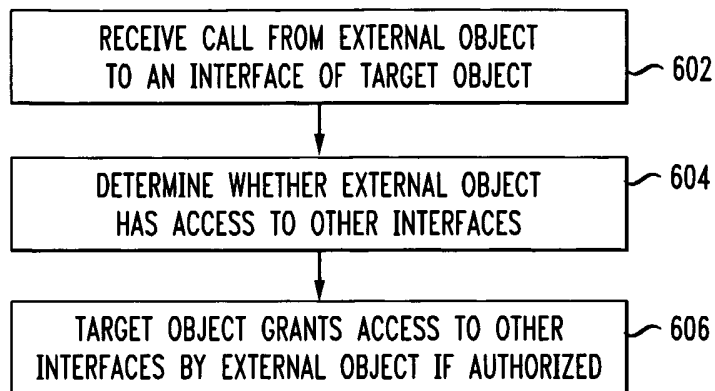 RECEIVE CALL FROM EXTERNAL OBJECT
TO AN INTERFACE OF TARGET OBJECT
602
DETERMINE WHETHER EXTERNAL OBJECT
HAS ACCESS TO OTHER INTERFACES
604
TARGET OBJECT GRANTS ACCESS TO OTHER
INTERFACES BY EXTERNAL OBJECT IF AUTHORIZED
606